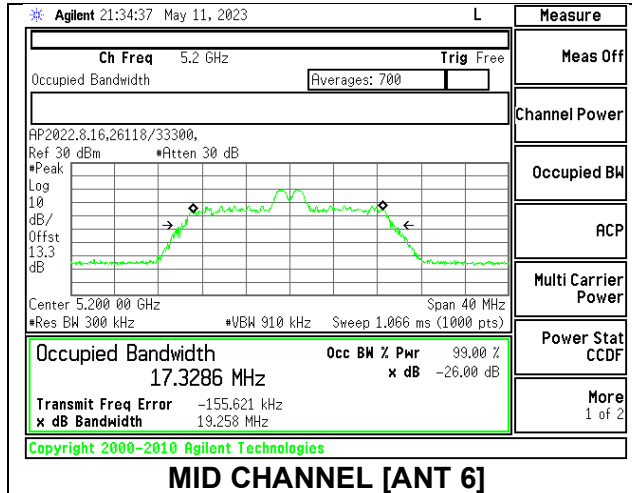 Agilent 21:34:37 May 11, 2023 L Measure
Ch Freq 5.2 GHz Trig Free
Meas Off
Occupied Bandwidth Averages: 700
Channel Power
AP2022.8.16,26118/33300,
Ref 30 dBm #Atten 30 dB
#Peak
Log
10
dB/
Offst
13.3
dB
Occupied BW
ACP
Multi Carrier
Power
Center 5.200 00 GHz Span 40 MHz
#Res BW 300 kHz #VBW 910 kHz Sweep 1.066 ms (1000 pts)
Power Stat
CCDF
Occupied Bandwidth Occ BW % Pwr 99.00 %
17.3286 MHz x dB -26.00 dB
Transmit Freq Error -155.621 kHz
x dB Bandwidth 19.258 MHz
More
1 of 2
Copyright 2000-2010 Agilent Technologies
MID CHANNEL [ANT 6]